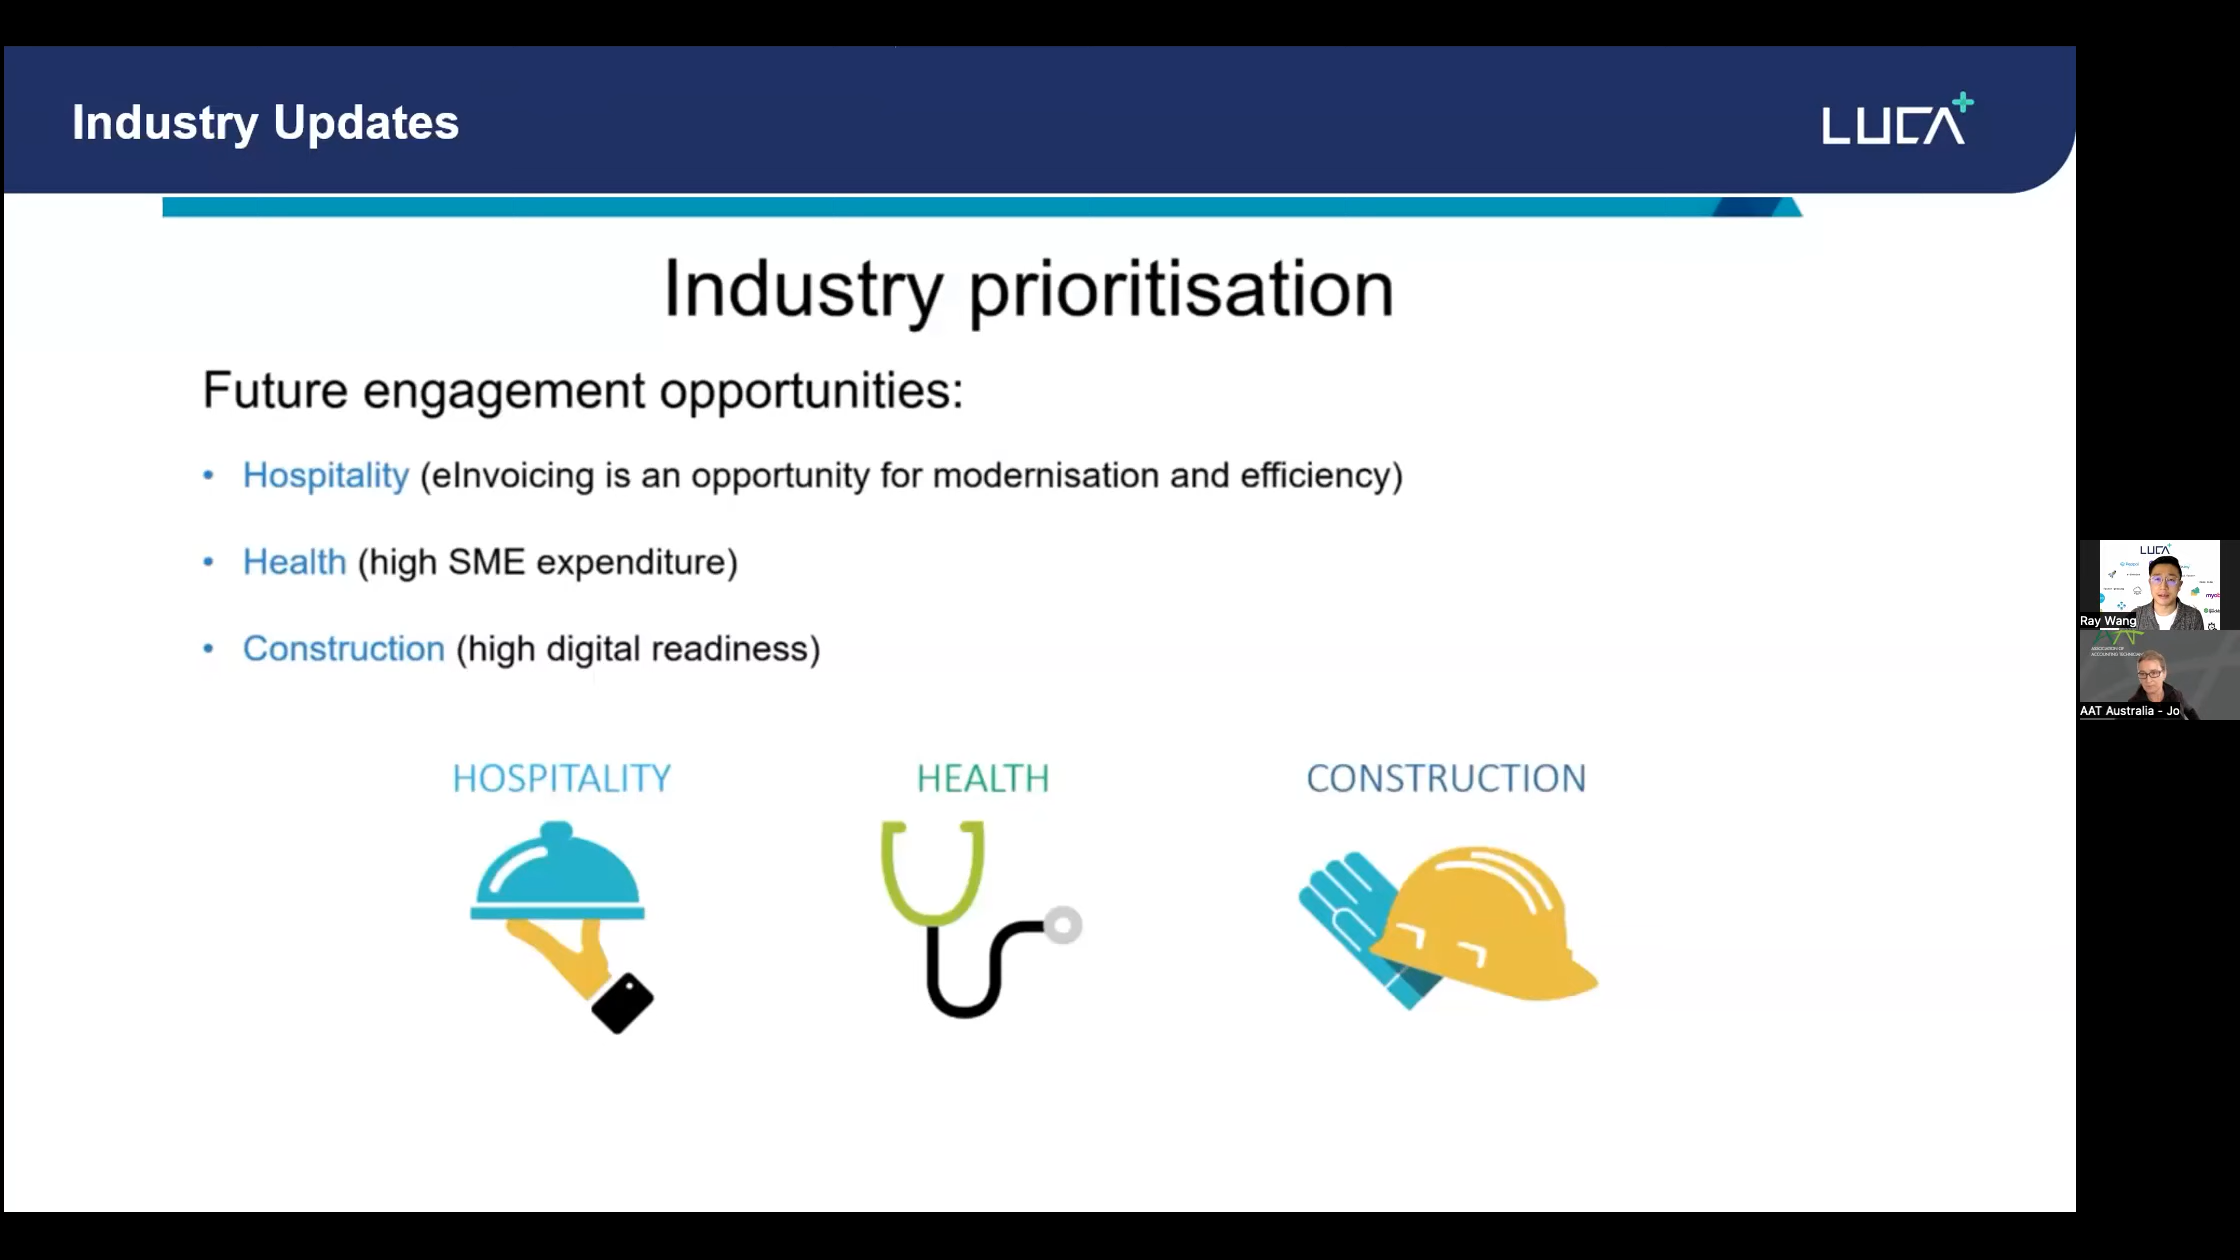 Industry Updates
LUCA+
Industry prioritisation
Future engagement opportunities:
• Hospitality (eInvoicing is an opportunity for modernisation and efficiency)
• Health (high SME expenditure)
• Construction (high digital readiness)
HOSPITALITY
HEALTH
CONSTRUCTION
LUCA+
Ray Wang
AAT Australia - Jo